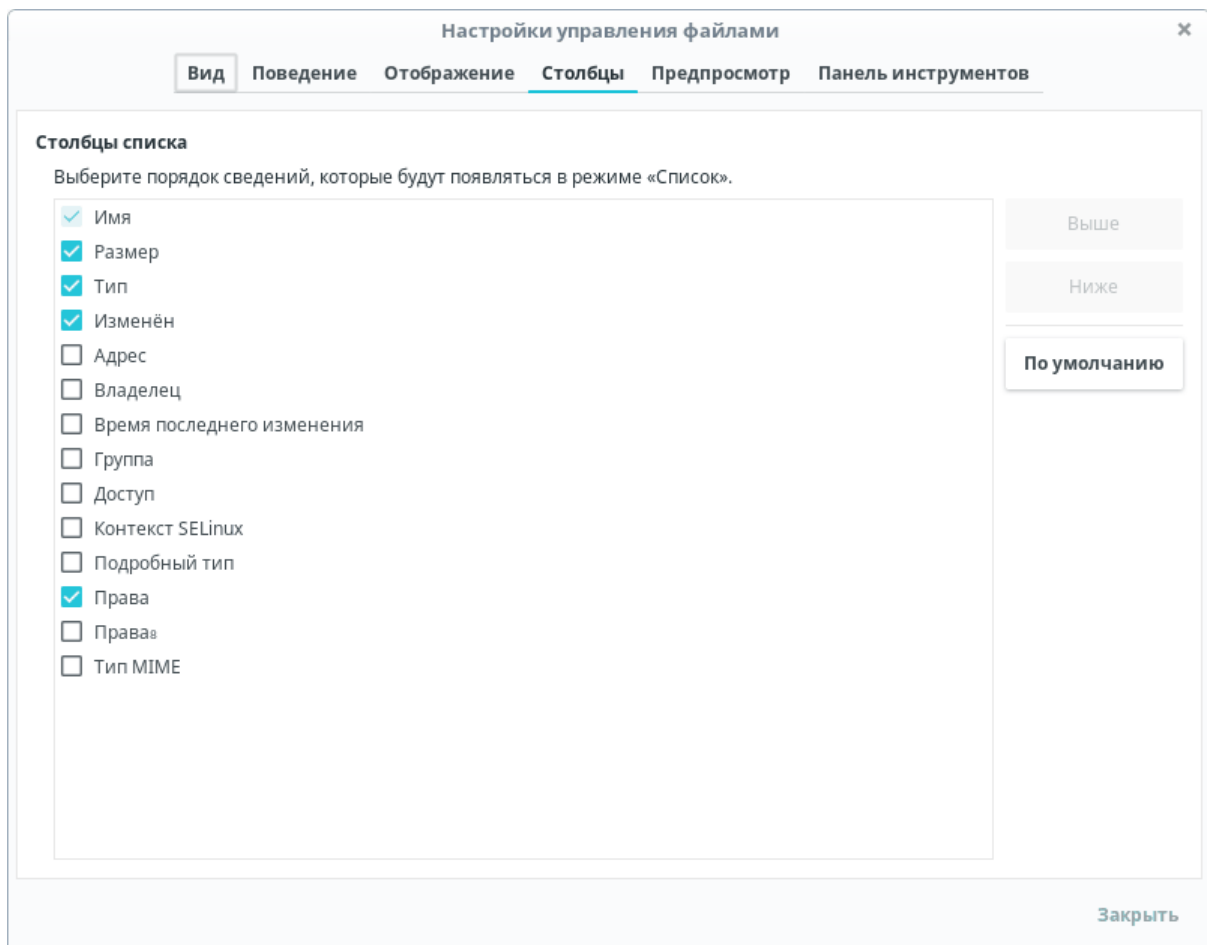 Настройки управления файлами
Вид Поведение Отображение Столбцы Предпросмотр Панель инструментов
Столбцы списка
Выберите порядок сведений, которые будут появляться в режиме «Список».
Имя
Размер
Тип
Изменён
Адрес
Владелец
Время последнего изменения
Группа
Доступ
Контекст SELinux
Подробный тип
Права
Права₈
Тип MIME
Выше
Ниже
По умолчанию
Закрыть